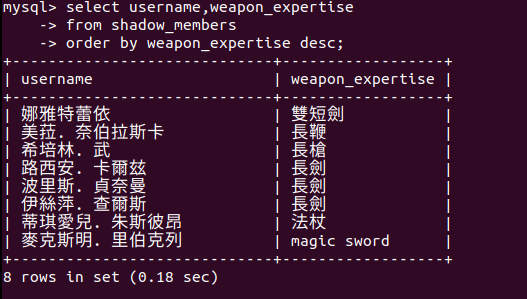 mysql> select username,weapon_expertise
    -> from shadow_members
    -> order by weapon_expertise desc;
+-----------------------------+------------------+
| username                    | weapon_expertise |
+-----------------------------+------------------+
| 娜雅特蕾依 | 雙短劍 |
| 美菈. 奈伯拉斯卡 | 長鞭 |
| 希培林. 武 | 長槍 |
| 路西安. 卡爾茲 | 長劍 |
| 波里斯. 貞奈曼 | 長劍 |
| 伊絲萍. 查爾斯 | 長劍 |
| 蒂琪愛兒. 朱斯彼昂 | 法杖 |
| 麥克斯明. 里伯克列 | magic sword |
+-----------------------------+------------------+
8 rows in set (0.18 sec)